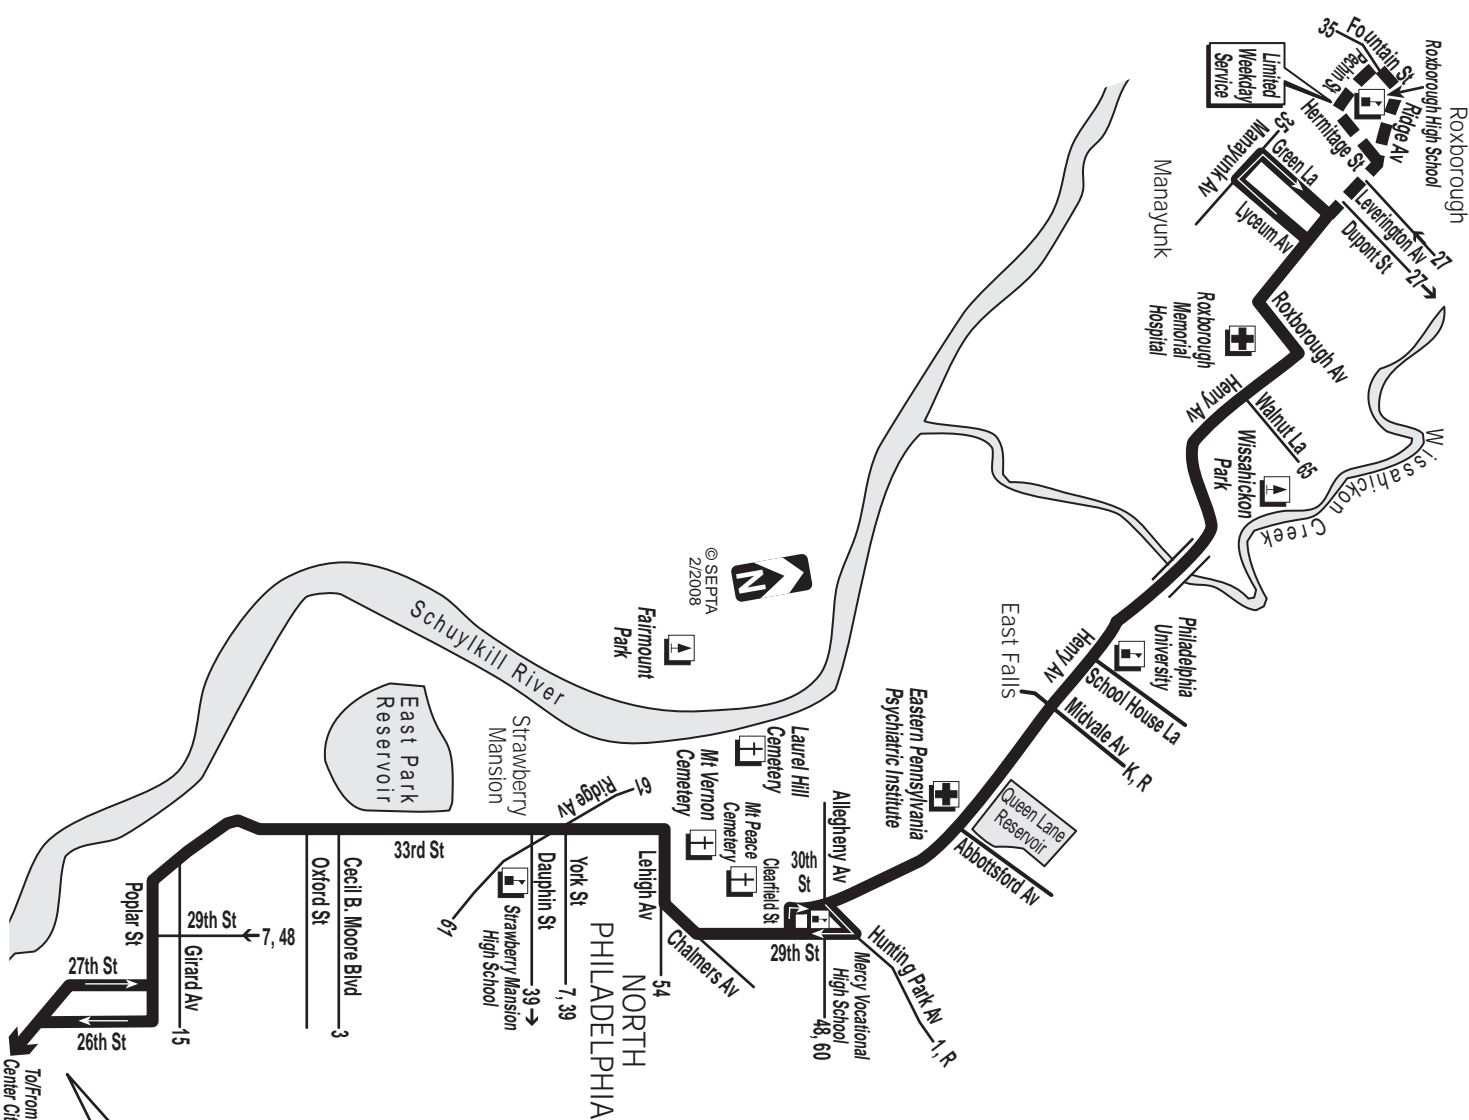 Roxborough
Roxborough High School
Fountain St
35
Pechin St
Ridge Av
Hermitage St
Limited
Weekday
Service
35
Manayunk Av
Green La
Lyceum Av
Leverington Av
27
Dupont St
27
Manayunk
Roxborough Av
Roxborough
Memorial
Hospital
Henry Av
Walnut La
65
Wissahickon
Park
Wissahickon Creek
Philadelphia
University
Henry Av
School House La
East Falls
Midvale Av
K, R
Eastern Pennsylvania
Psychiatric Institute
Queen Lane
Reservoir
Abbottsford Av
N
© SEPTA
2/2008
Fairmount
Park
Schuylkill River
East Park
Reservoir
Strawberry
Mansion
Laurel Hill
Cemetery
Mt Vernon
Cemetery
Mt Peace
Cemetery
Clearfield St
30th
St
Allegheny Av
48, 60
Hunting Park Av
1, R
Mercy Vocational
High School
29th St
Chalmers Av
Lehigh Av
54
61
Ridge Av
61
York St
7, 39
Dauphin St
39
Strawberry Mansion
High School
NORTH
PHILADELPHIA
33rd St
Cecil B. Moore Blvd
3
Oxford St
29th St
7, 48
Girard Av
15
Poplar St
27th St
26th St
To/From